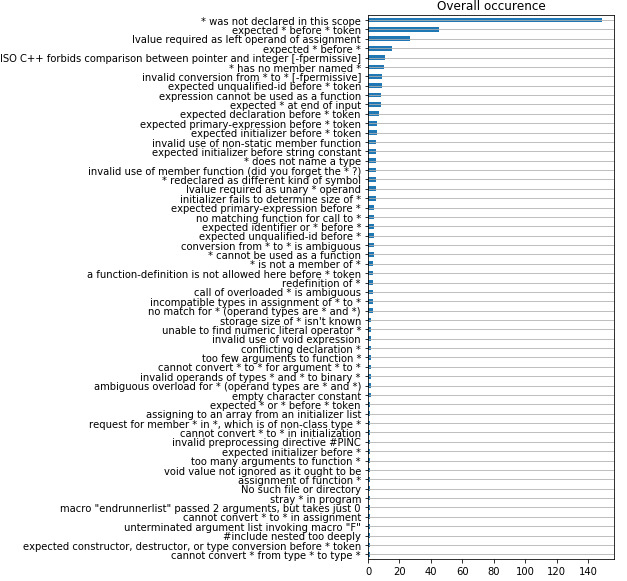 Overall occurence
* was not declared in this scope
expected * before * token
lvalue required as left operand of assignment
expected * before *
ISO C++ forbids comparison between pointer and integer [-fpermissive]
* has no member named *
invalid conversion from * to * [-fpermissive]
expected unqualified-id before * token
expression cannot be used as a function
expected * at end of input
expected declaration before * token
expected primary-expression before * token
expected initializer before * token
invalid use of non-static member function
expected initializer before string constant
* does not name a type
invalid use of member function (did you forget the * ?)
* redeclared as different kind of symbol
lvalue required as unary * operand
initializer fails to determine size of *
expected primary-expression before *
no matching function for call to *
expected identifier or * before *
expected unqualified-id before *
conversion from * to * is ambiguous
* cannot be used as a function
* is not a member of *
a function-definition is not allowed here before * token
redefinition of *
call of overloaded * is ambiguous
incompatible types in assignment of * to *
no match for * (operand types are * and *)
storage size of * isn't known
unable to find numeric literal operator *
invalid use of void expression
conflicting declaration *
too few arguments to function *
cannot convert * to * for argument * to *
invalid operands of types * and * to binary *
ambiguous overload for * (operand types are * and *)
empty character constant
expected * or * before * token
assigning to an array from an initializer list
request for member * in *, which is of non-class type *
cannot convert * to * in initialization
invalid preprocessing directive #PINC
expected initializer before *
too many arguments to function *
void value not ignored as it ought to be
assignment of function *
No such file or directory
stray * in program
macro "endrunnerlist" passed 2 arguments, but takes just 0
cannot convert * to * in assignment
unterminated argument list invoking macro "F"
#include nested too deeply
expected constructor, destructor, or type conversion before * token
cannot convert * from type * to type *
0 20 40 60 80 100 120 140